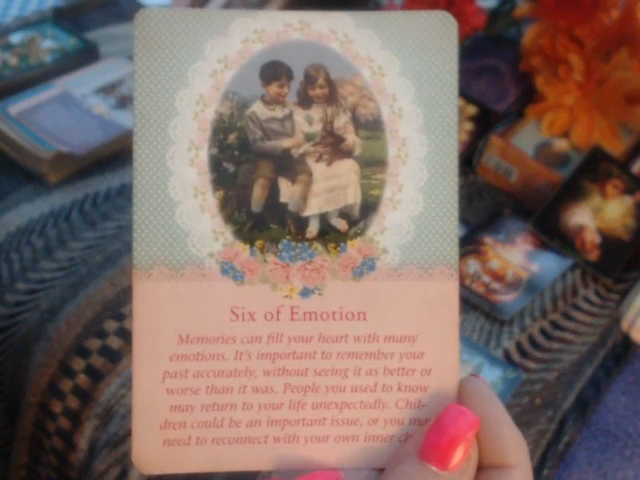 Six of Emotion
Memories can fill your heart with many
emotions. It's important to remember your
past accurately, without seeing it as better or
worse than it was. People you used to know
may return to your life unexpectedly. Chil-
dren could be an important issue, or you
need to reconnect with your own inner